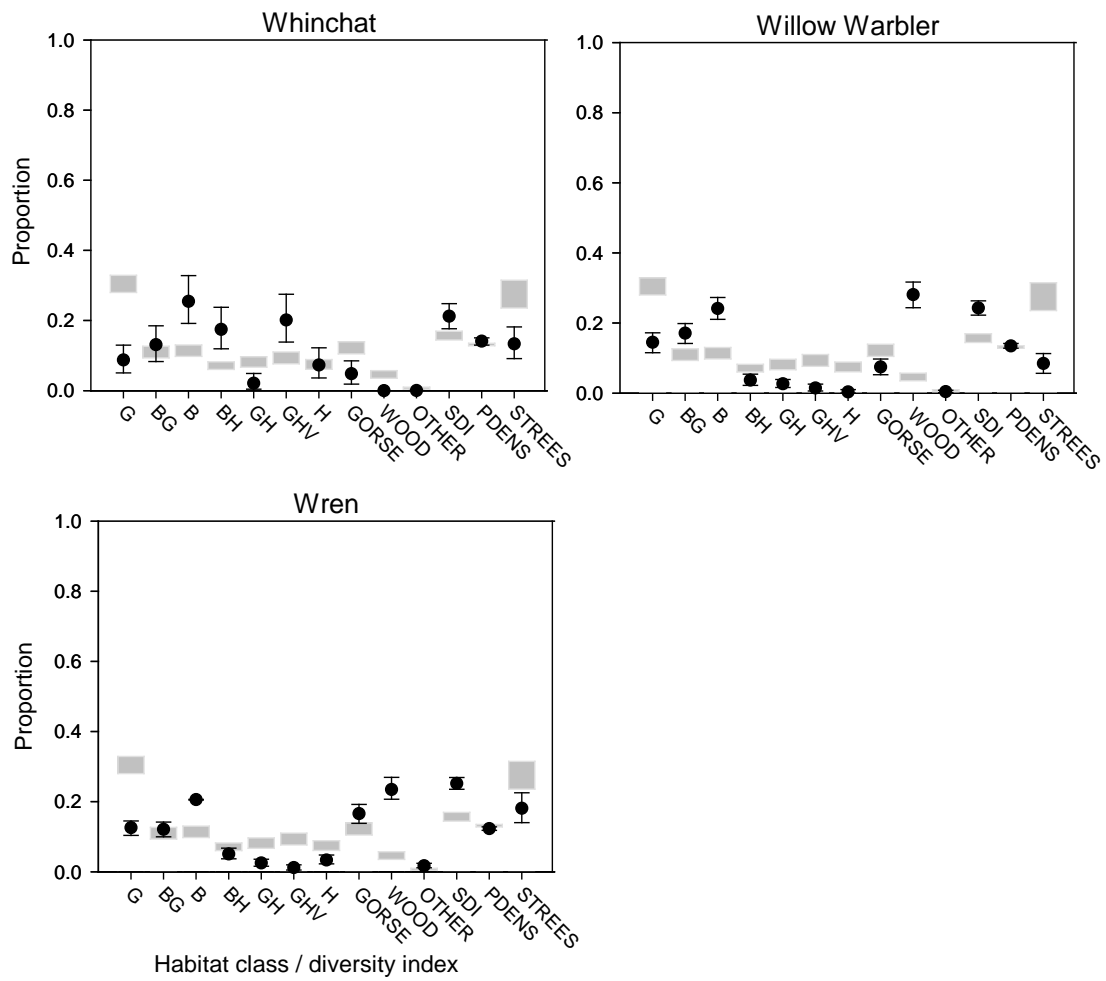 Whinchat
1.0
0.8
0.6
0.4
0.2
0.0
Proportion
G BG B BH GH GHV H GORSE WOOD OTHER SDI PDENS STREES
Willow Warbler
1.0
0.8
0.6
0.4
0.2
0.0
G BG B BH GH GHV H GORSE WOOD OTHER SDI PDENS STREES
Wren
1.0
0.8
0.6
0.4
0.2
0.0
Proportion
G BG B BH GH GHV H GORSE WOOD OTHER SDI PDENS STREES
Habitat class / diversity index